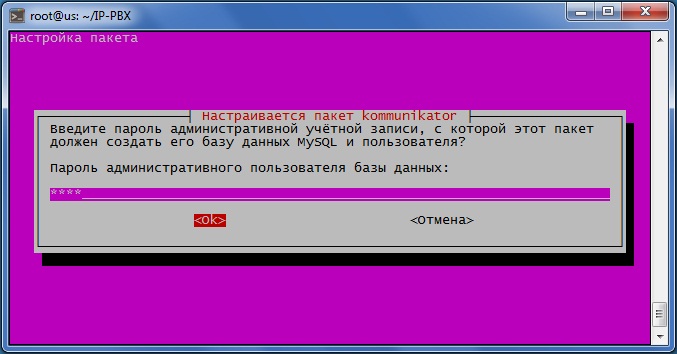 root@us: ~/IP-PBX
Настройка пакета
Настраивается пакет kommunikator
Введите пароль административной учётной записи, с которой этот пакет
должен создать его базу данных MySQL и пользователя?
Пароль административного пользователя базы данных:
****
<Ok> <Отмена>